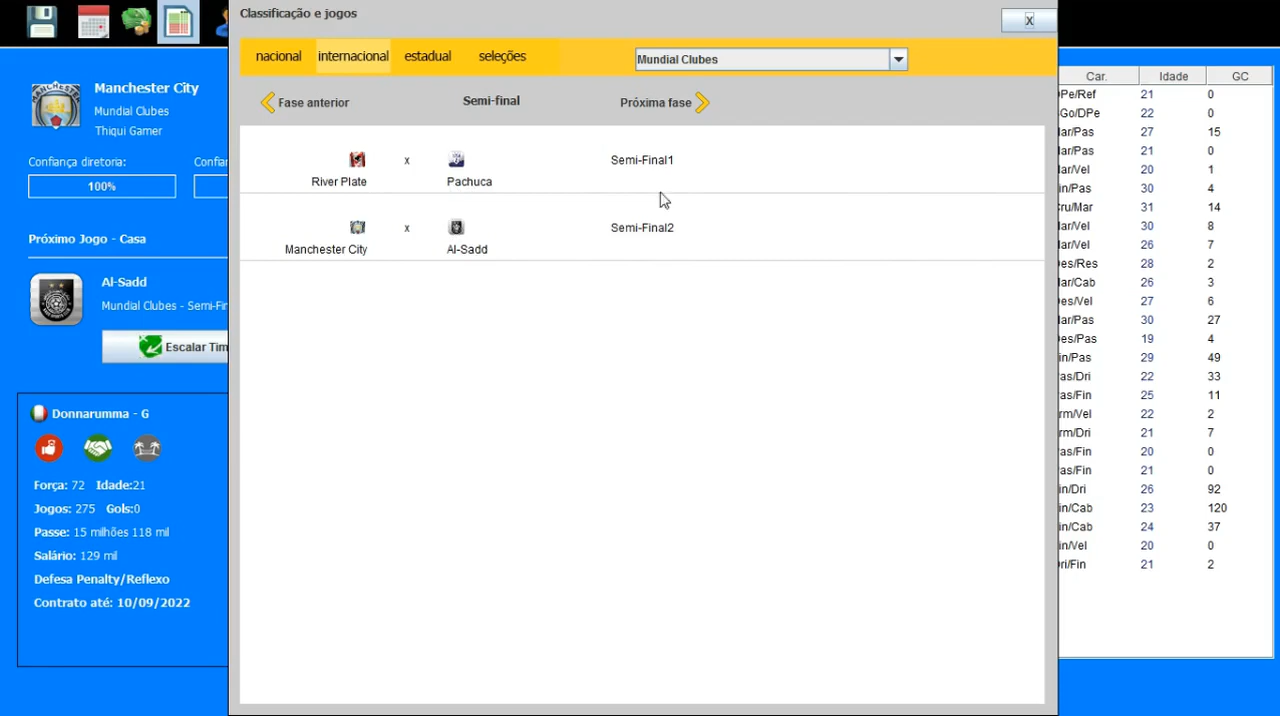 Classificação e jogos
X
nacional internacional estadual seleções
Mundial Clubes
Fase anterior Semi-final Próxima fase
River Plate x Pachuca Semi-Final1
Manchester City x Al-Sadd Semi-Final2
Manchester City
Mundial Clubes
Thiqui Gamer
Confiança diretoria:
100%
Próximo Jogo - Casa
Al-Sadd
Mundial Clubes - Semi-Fin
Escalar Tim
Donnarumma - G
Força: 72 Idade:21
Jogos: 275 Gols:0
Passe: 15 milhões 118 mil
Salário: 129 mil
Defesa Penalty/Reflexo
Contrato até: 10/09/2022
Car. Idade GC
DPe/Ref 21 0
Go/DPe 22 0
ar/Pas 27 15
ar/Pas 21 0
ar/Vel 20 1
in/Pas 30 4
ru/Mar 31 14
ar/Vel 30 8
ar/Vel 26 7
es/Res 28 2
ar/Cab 26 3
es/Vel 27 6
ar/Pas 30 27
es/Pas 19 4
in/Pas 29 49
as/Dri 22 33
as/Fin 25 11
rm/Vel 22 2
rm/Dri 21 7
as/Fin 20 0
as/Fin 21 0
in/Dri 26 92
in/Cab 23 120
in/Cab 24 37
in/Vel 20 0
ri/Fin 21 2